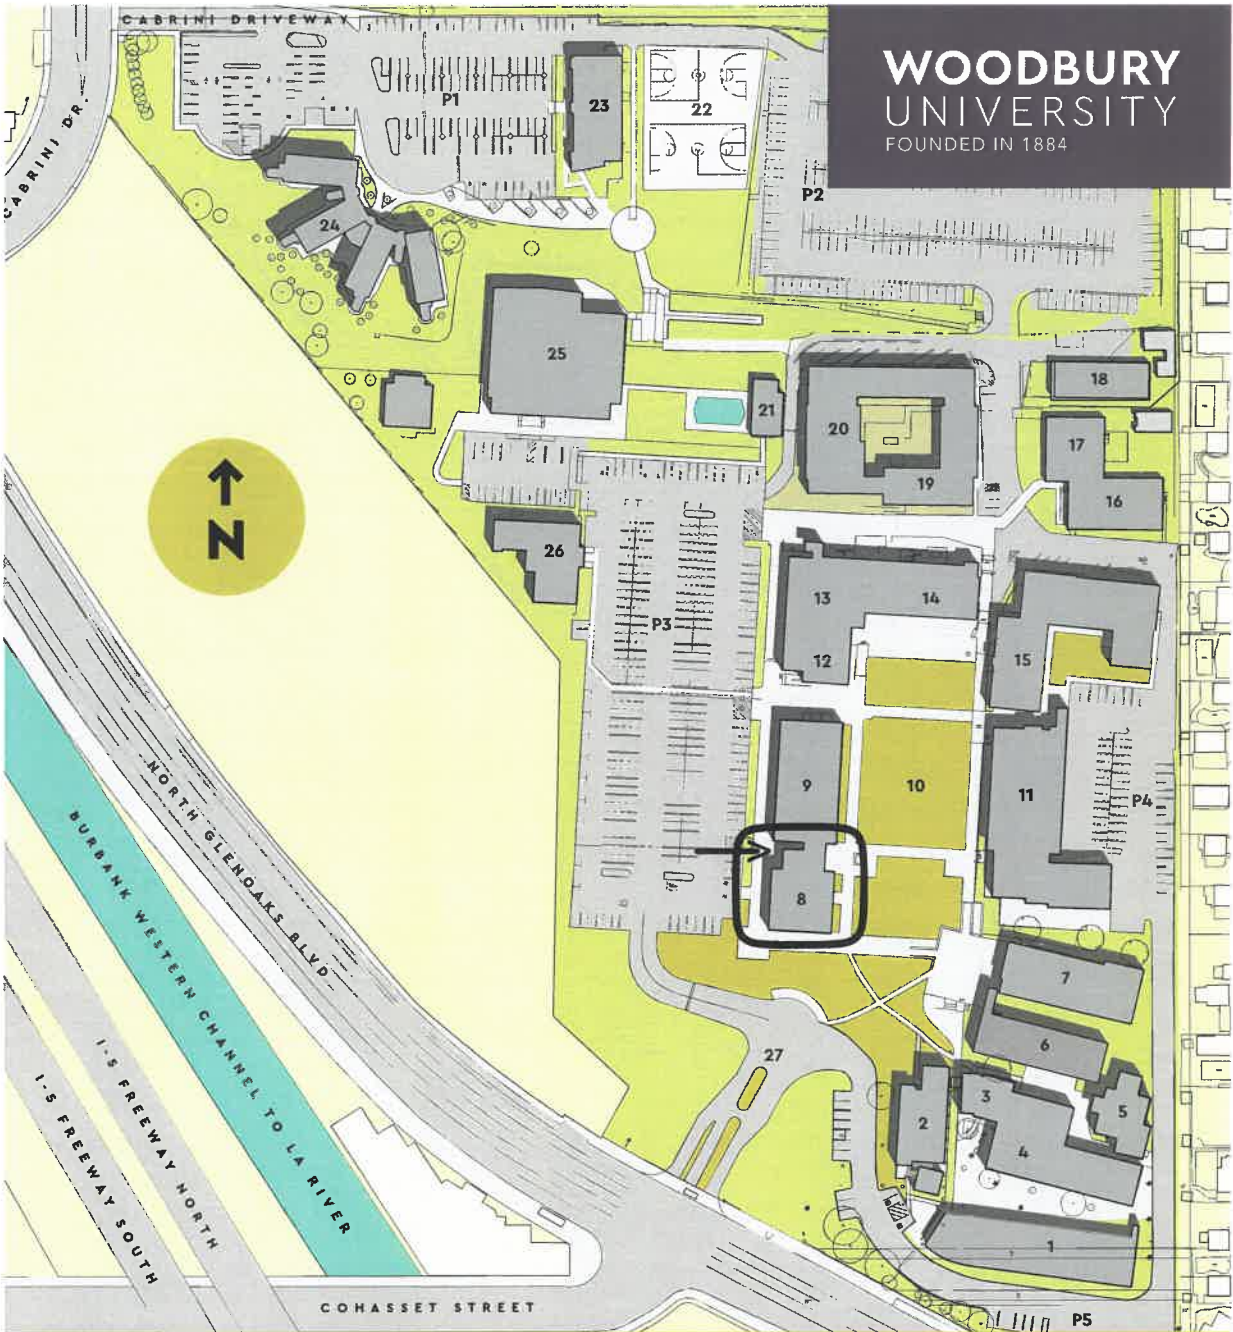 CABRINI DRIVEWAY
WOODBURY
UNIVERSITY
FOUNDED IN 1884
CABRINI DR.
P1
23
22
P2
24
25
18
21
20
17
19
16
N
26
13
14
P3
15
12
9
10
11
P4
8
NORTH GLENOAKS BLVD
BURBANK WESTERN CHANNEL TO LA RIVER
I-5 FREEWAY NORTH
I-5 FREEWAY SOUTH
7
6
27
3
5
2
4
1
COHASSET STREET
P5